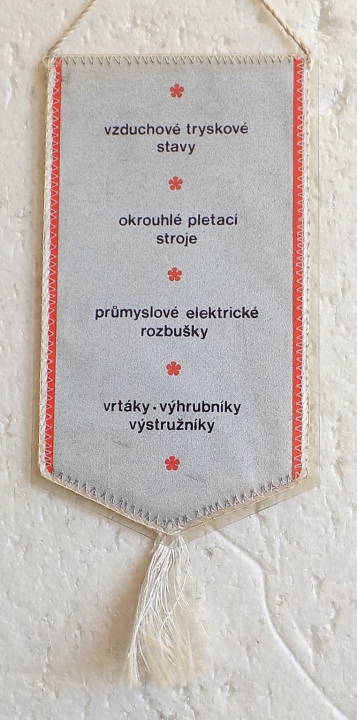 vzduchové tryskové
stavy
okrouhlé pletací
stroje
průmyslové elektrické
rozbušky
vrtáky · výhrubníky
výstružníky